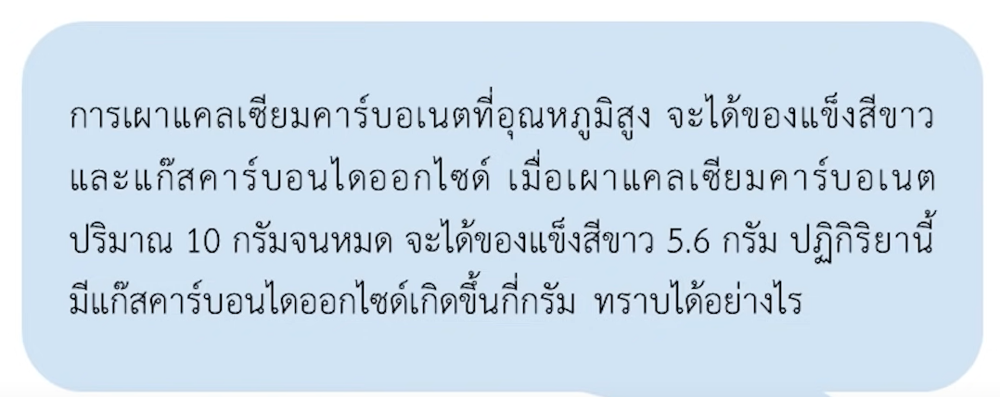 การเผาแคลเซียมคาร์บอเนตที่อุณหภูมิสูง จะได้ของแข็งสีขาว
และแก๊สคาร์บอนไดออกไซด์ เมื่อเผาแคลเซียมคาร์บอเนต
ปริมาณ 10 กรัมจนหมด จะได้ของแข็งสีขาว 5.6 กรัม ปฏิกิริยานี้
มีแก๊สคาร์บอนไดออกไซด์เกิดขึ้นกี่กรัม ทราบได้อย่างไร